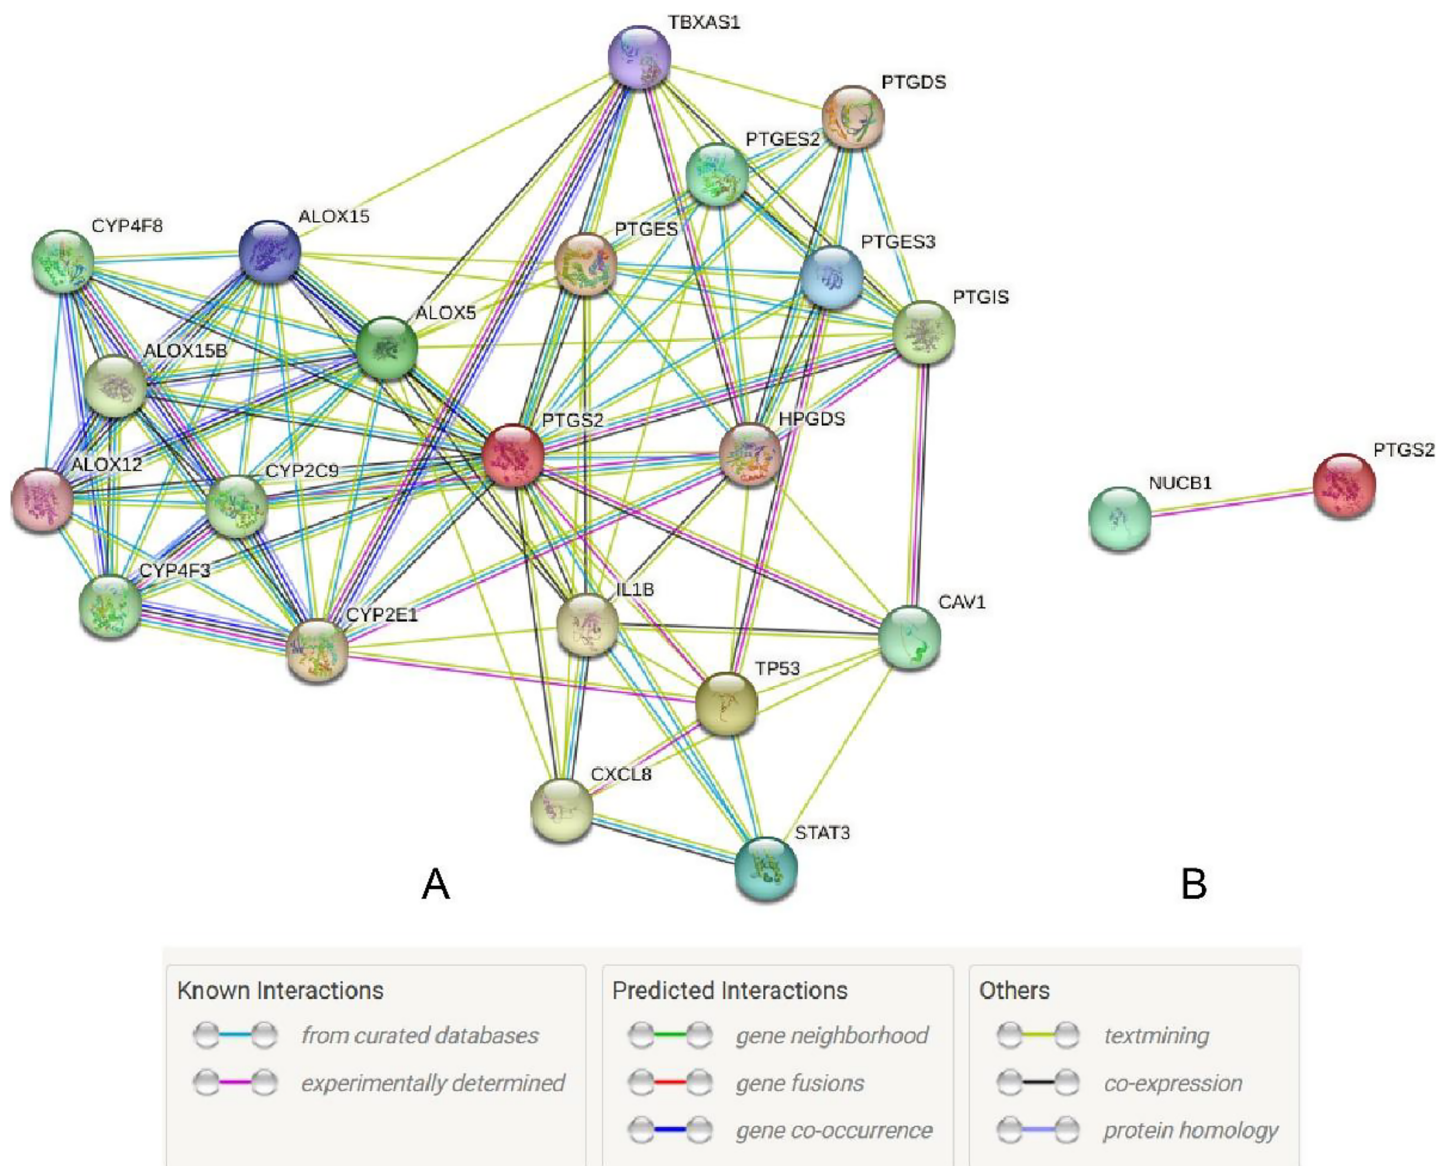 TBXAS1
PTGDS
PTGES2
CYP4F8
ALOX15
PTGES
PTGES3
PTGIS
ALOX5
ALOX15B
PTGS2
HPGDS
ALOX12
CYP2C9
CYP4F3
CYP2E1
IL1B
CAV1
TP53
CXCL8
STAT3
A
NUCB1
PTGS2
B
Known Interactions
from curated databases
experimentally determined
Predicted Interactions
gene neighborhood
gene fusions
gene co-occurrence
Others
textmining
co-expression
protein homology